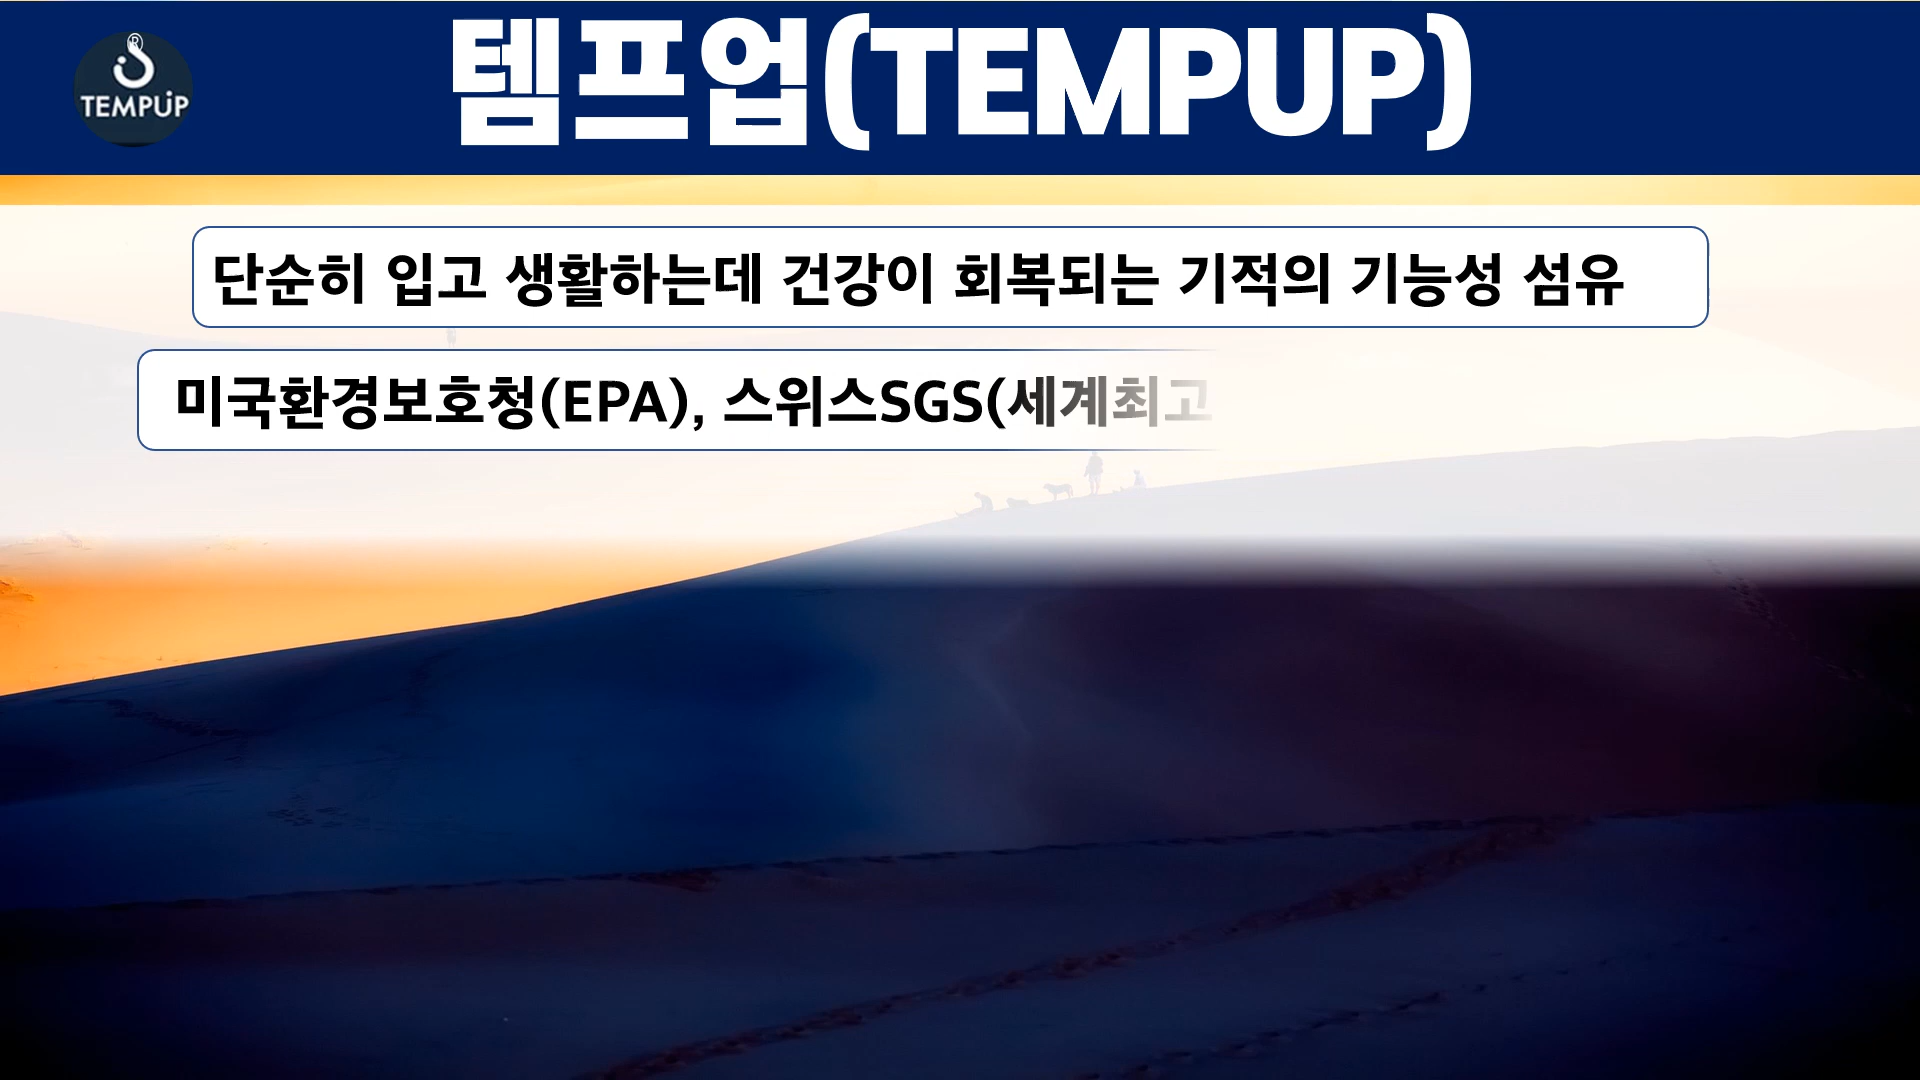 ® TEMPUP
템프업(TEMPUP)
단순히 입고 생활하는데 건강이 회복되는 기적의 기능성 섬유
미국환경보호청(EPA), 스위스SGS(세계최고